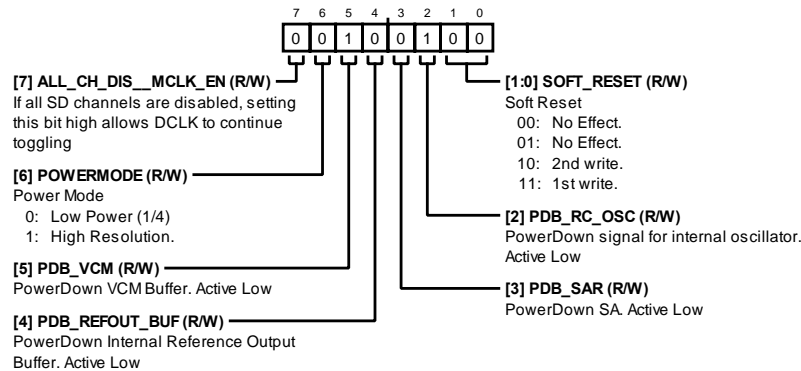 7 6 5 4 3 2 1 0
0 0 1 0 0 1 0 0
[7] ALL_CH_DIS__MCLK_EN (R/W)
If all SD channels are disabled, setting
this bit high allows DCLK to continue
toggling
[6] POWERMODE (R/W)
Power Mode
0: Low Power (1/4)
1: High Resolution.
[5] PDB_VCM (R/W)
PowerDown VCM Buffer. Active Low
[4] PDB_REFOUT_BUF (R/W)
PowerDown Internal Reference Output
Buffer. Active Low
[1:0] SOFT_RESET (R/W)
Soft Reset
00: No Effect.
01: No Effect.
10: 2nd write.
11: 1st write.
[2] PDB_RC_OSC (R/W)
PowerDown signal for internal oscillator.
Active Low
[3] PDB_SAR (R/W)
PowerDown SA. Active Low